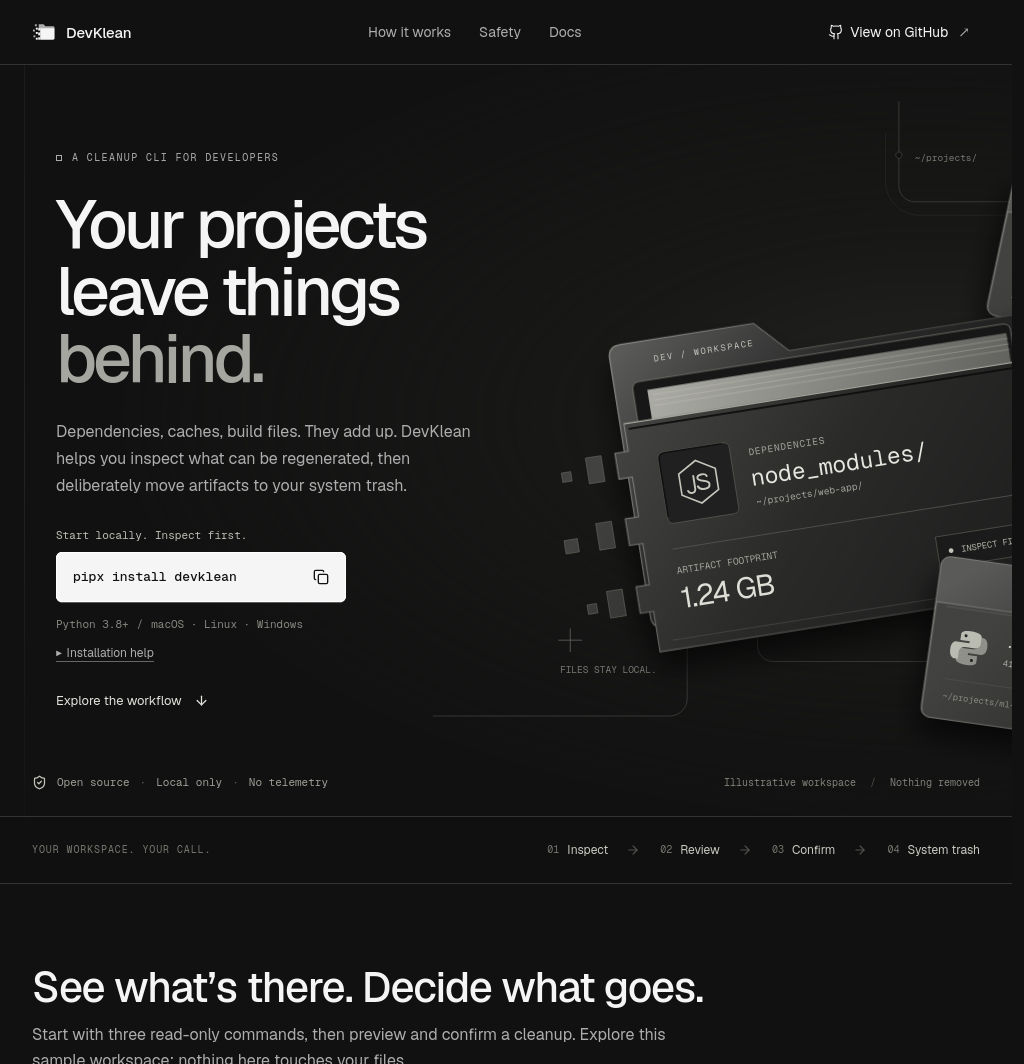 DevKlean
How it works
Safety
Docs
View on GitHub ↗
A CLEANUP CLI FOR DEVELOPERS
~/projects/
Your projects
leave things
behind.
DEV / WORKSPACE
Dependencies, caches, build files. They add up. DevKlean
helps you inspect what can be regenerated, then
deliberately move artifacts to your system trash.
DEPENDENCIES
JS
node_modules/
~/projects/web-app/
Start locally. Inspect first.
pipx install devklean
ARTIFACT FOOTPRINT
1.24 GB
INSPECT
Python 3.8+ / macOS · Linux · Windows
▸ Installation help
FILES STAY LOCAL.
Explore the workflow ↓
Open source · Local only · No telemetry
Illustrative workspace / Nothing removed
YOUR WORKSPACE. YOUR CALL.
01 Inspect → 02 Review → 03 Confirm → 04 System trash
See what’s there. Decide what goes.
Start with three read-only commands, then preview and confirm a cleanup. Explore this
sample workspace; nothing here touches your files.